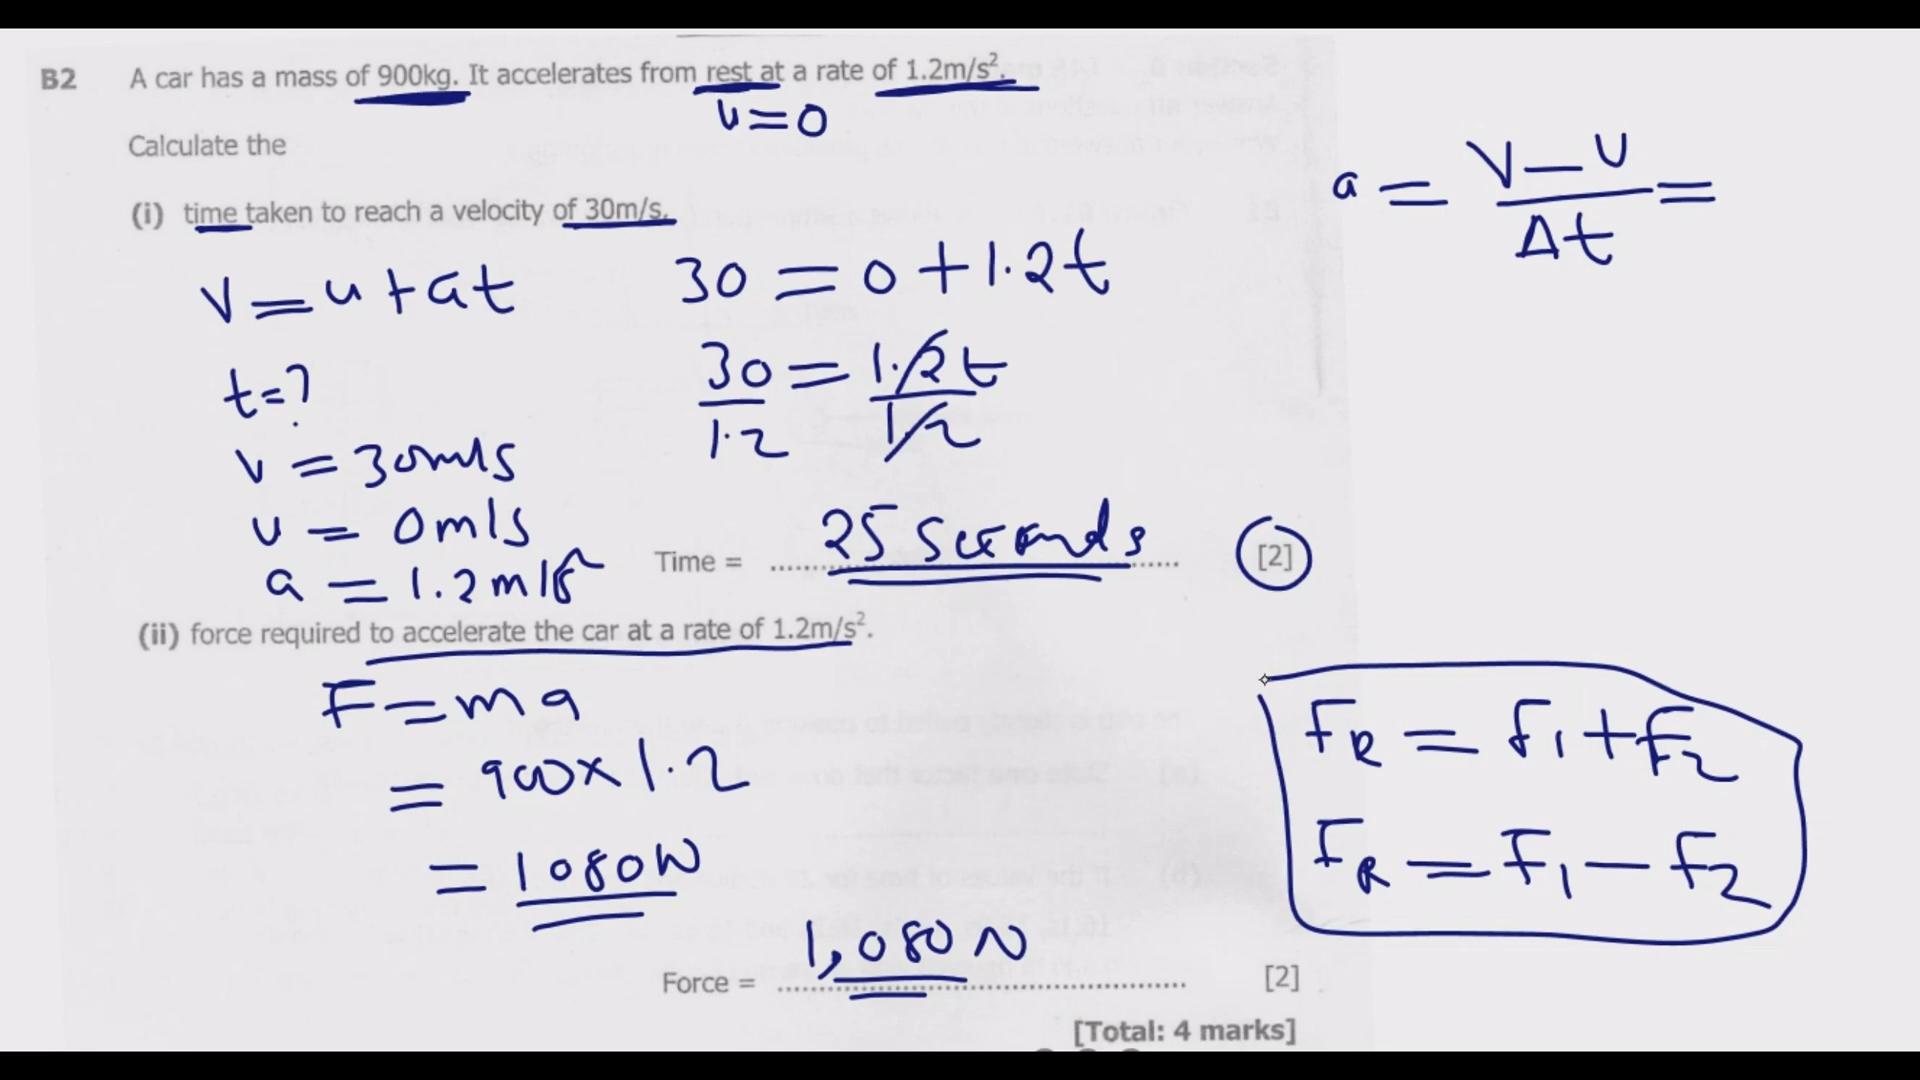 B2 A car has a mass of 900kg. It accelerates from rest at a rate of 1.2m/s².
u = 0
Calculate the
a = V - U / Δt =
(i) time taken to reach a velocity of 30m/s.
V = u + at
30 = 0 + 1.2t
t = ?
30/1.2 = 1.2t/1.2
v = 30m/s
u = 0m/s
Time = 25 Seconds [2]
a = 1.2m/s²
(ii) force required to accelerate the car at a rate of 1.2m/s².
F = ma
= 900 x 1.2
= 1080N
FR = F1 + F2
FR = F1 - F2
Force = 1,080N [2]
[Total: 4 marks]